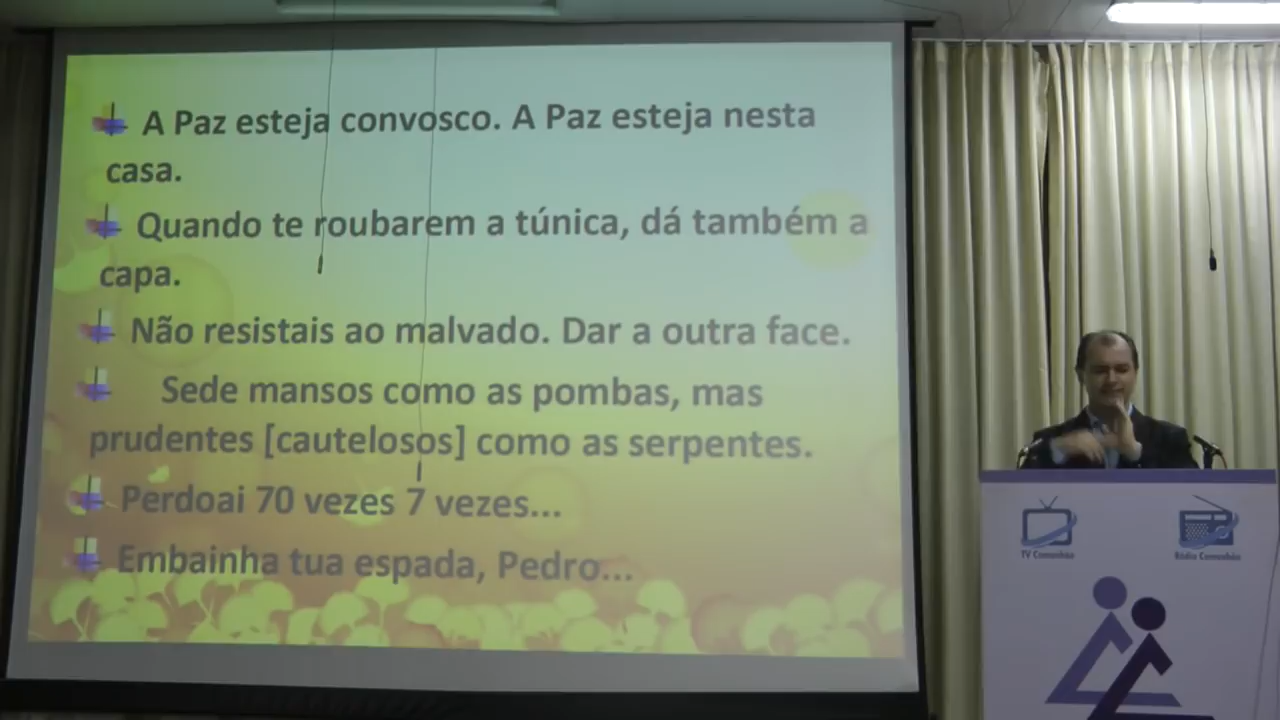 A Paz esteja convosco. A Paz esteja nesta
casa.
Quando te roubarem a túnica, dá também a
capa.
Não resistais ao malvado. Dar a outra face.
Sede mansos como as pombas, mas
prudentes [cautelosos] como as serpentes.
Perdoai 70 vezes 7 vezes...
Embainha tua espada, Pedro...
TV Comunhão
Rádio Comunhão